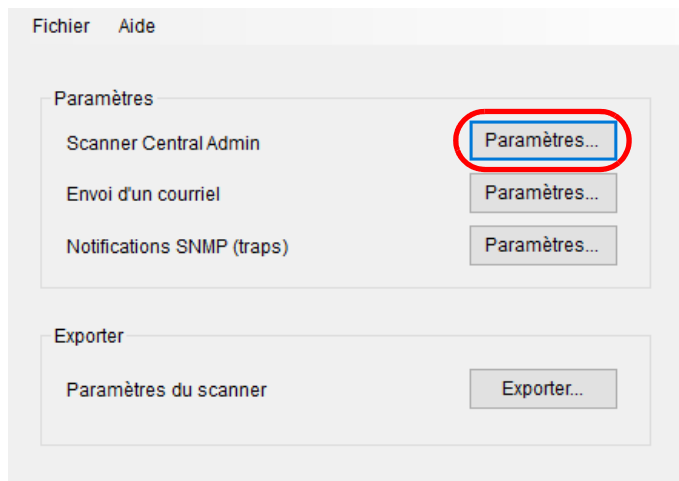 Fichier Aide
Paramètres
Scanner Central Admin Paramètres...
Envoi d'un courriel Paramètres...
Notifications SNMP (traps) Paramètres...
Exporter
Paramètres du scanner Exporter...